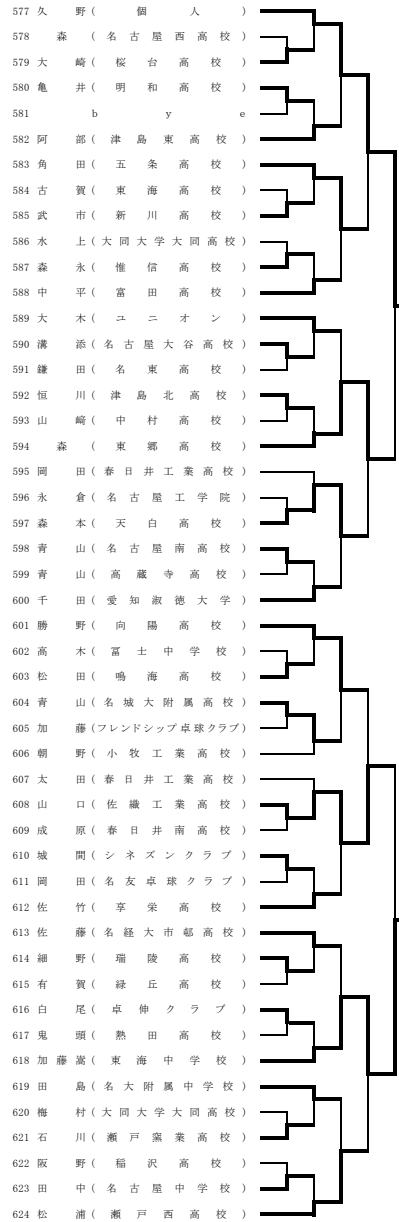 577 久野(個人)
578 森(名古屋西高校)
579 大崎(桜台高校)
580 亀井(明和高校)
581 bye
582 阿部(津島東高校)
583 角田(五条高校)
584 古賀(東海高校)
585 武市(新川高校)
586 水上(大同大学大同高校)
587 森永(惟信高校)
588 中平(富田高校)
589 大木(ユニオン)
590 溝添(名古屋大谷高校)
591 鎌田(名東高校)
592 恒川(津島北高校)
593 山﨑(中村高校)
594 森(東郷高校)
595 岡田(春日井工業高校)
596 永倉(名古屋工学院)
597 森本(天白高校)
598 青山(名古屋南高校)
599 青山(高蔵寺高校)
600 千田(愛知淑徳大学)
601 勝野(向陽高校)
602 高木(冨士中学校)
603 松田(鳴海高校)
604 青山(名城大附属高校)
605 加藤(フレンドシップ卓球クラブ)
606 朝野(小牧工業高校)
607 太田(春日井工業高校)
608 山口(佐織工業高校)
609 成原(春日井南高校)
610 城間(シネズンクラブ)
611 岡田(名友卓球クラブ)
612 佐竹(享栄高校)
613 佐藤(名経大市邨高校)
614 細野(瑞陵高校)
615 有賀(緑丘高校)
616 白尾(卓伸クラブ)
617 鬼頭(熱田高校)
618 加藤嵩(東海中学校)
619 田島(名大附属中学校)
620 梅村(大同大学大同高校)
621 石川(瀬戸窯業高校)
622 阪野(稲沢高校)
623 田中(名古屋中学校)
624 松浦(瀬戸西高校)